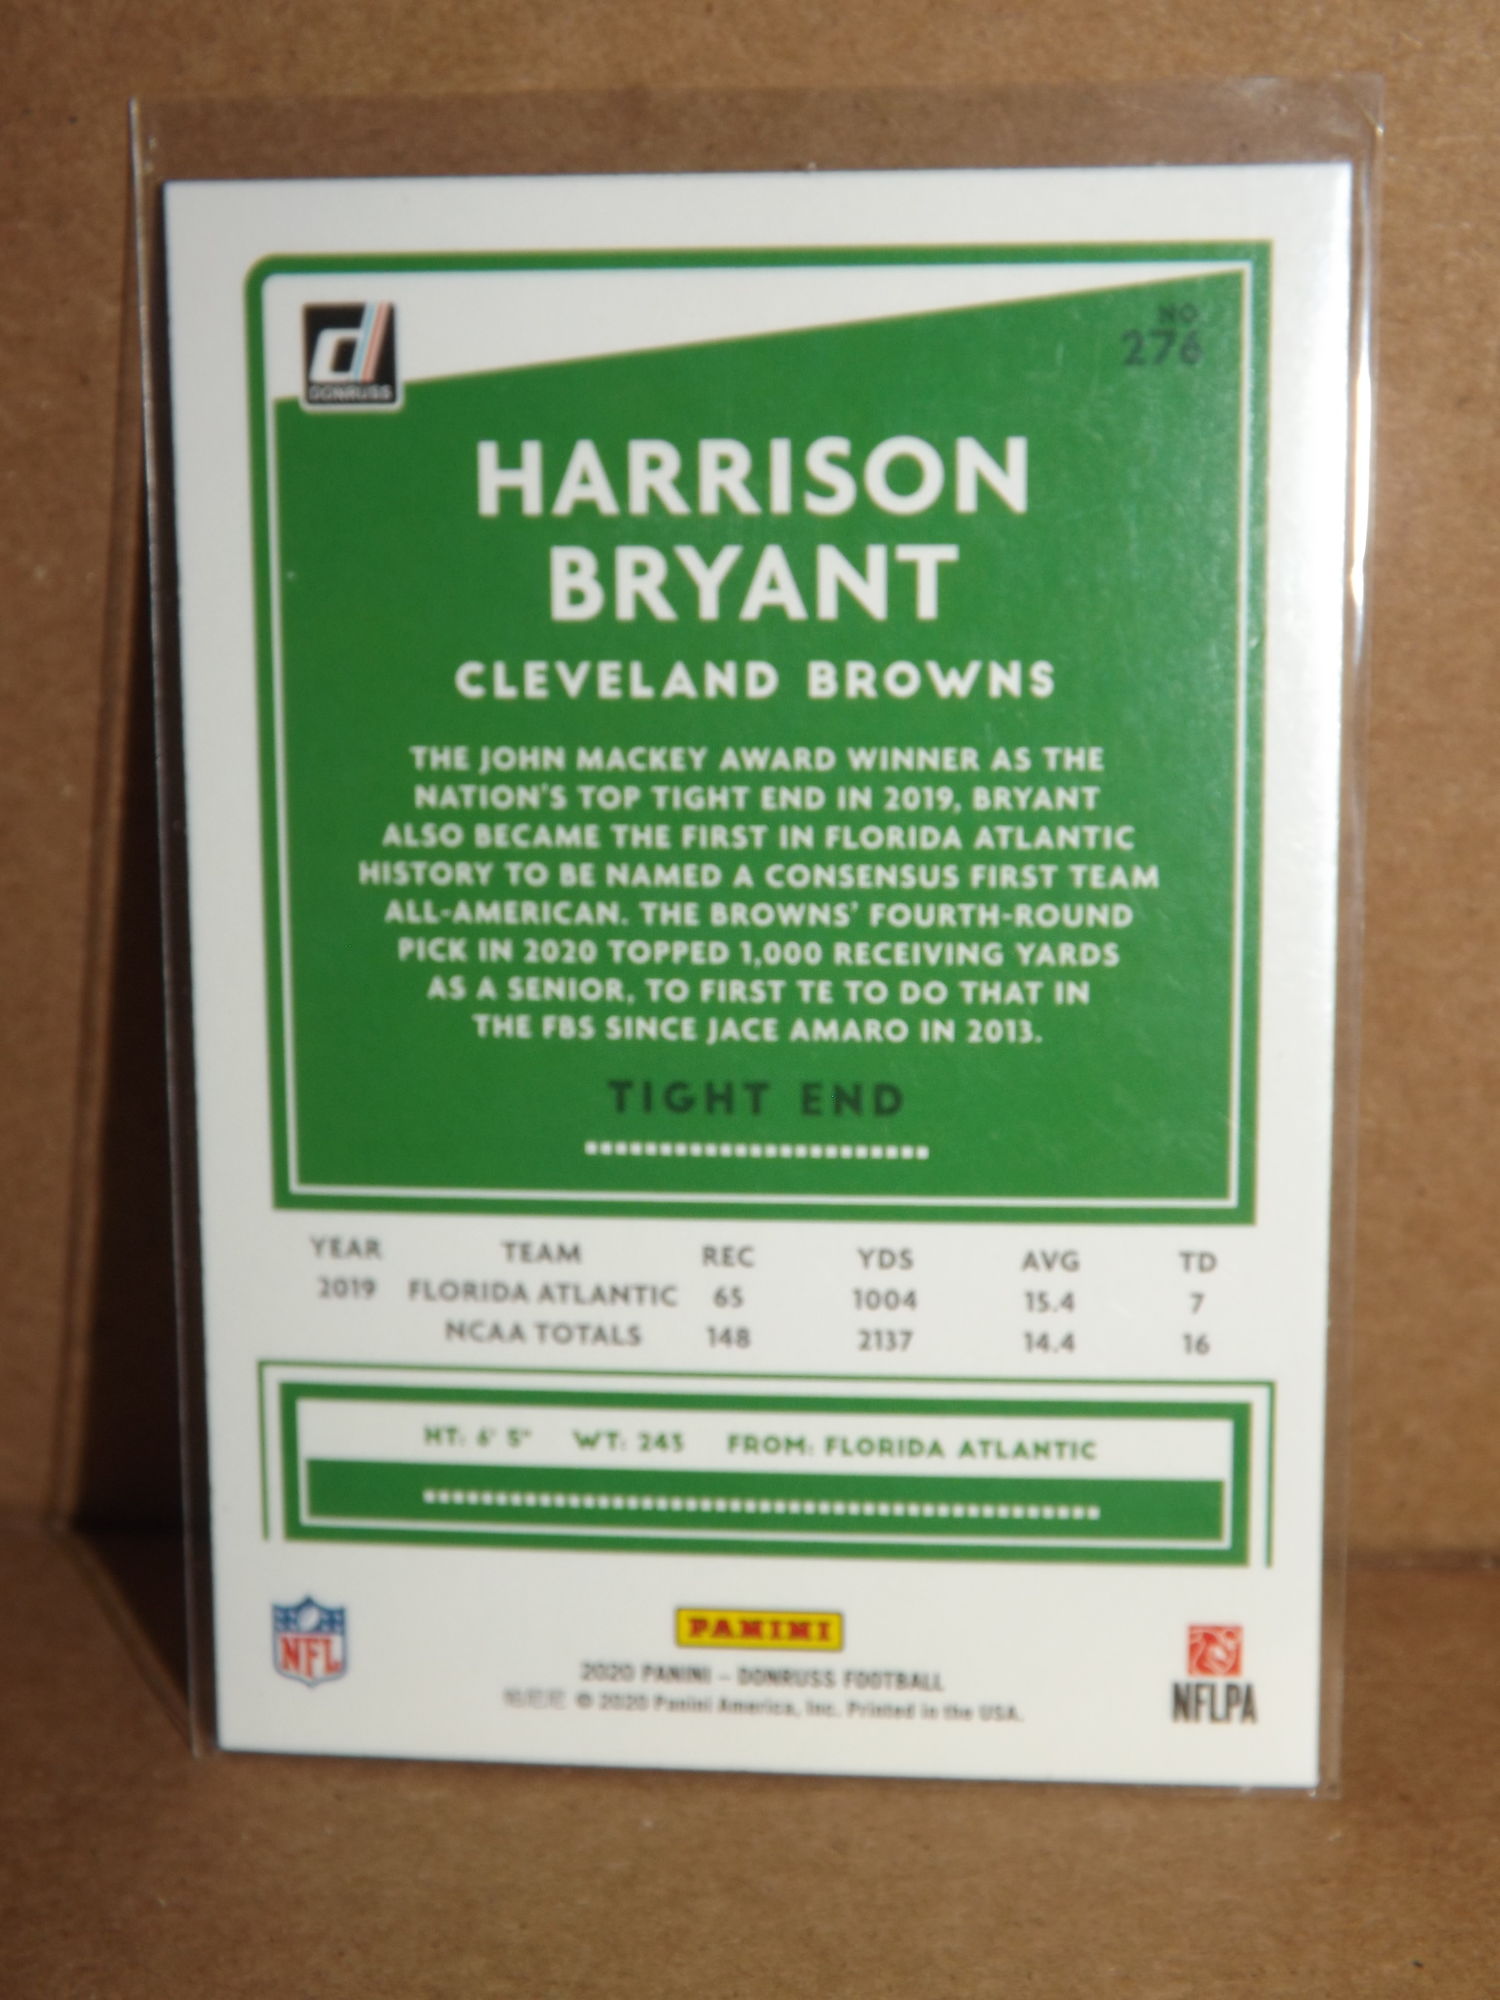 DONRUSS
NO
276
HARRISON
BRYANT
CLEVELAND BROWNS
THE JOHN MACKEY AWARD WINNER AS THE
NATION'S TOP TIGHT END IN 2019, BRYANT
ALSO BECAME THE FIRST IN FLORIDA ATLANTIC
HISTORY TO BE NAMED A CONSENSUS FIRST TEAM
ALL-AMERICAN. THE BROWNS' FOURTH-ROUND
PICK IN 2020 TOPPED 1,000 RECEIVING YARDS
AS A SENIOR, TO FIRST TE TO DO THAT IN
THE FBS SINCE JACE AMARO IN 2013.
TIGHT END
YEAR TEAM REC YDS AVG TD
2019 FLORIDA ATLANTIC 65 1004 15.4 7
NCAA TOTALS 148 2137 14.4 16
HT: 6' 5" WT: 243 FROM: FLORIDA ATLANTIC
NFL
PANINI
2020 PANINI – DONRUSS FOOTBALL
帕尼尼 © 2020 Panini America, Inc. Printed in the USA.
NFLPA